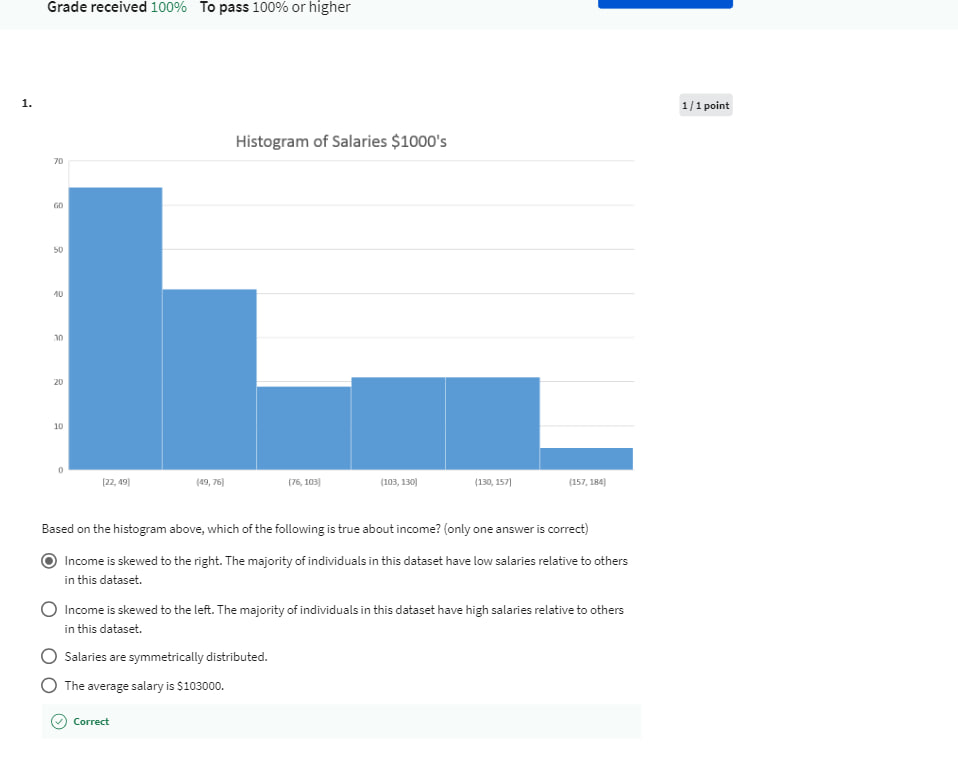 Grade received 100% To pass 100% or higher
1.
1 / 1 point
Histogram of Salaries $1000's
70
60
50
40
30
20
10
0
[22, 49]
(49, 76]
(76, 103]
(103, 130]
(130, 157]
(157, 184]
Based on the histogram above, which of the following is true about income? (only one answer is correct)
Income is skewed to the right. The majority of individuals in this dataset have low salaries relative to others
in this dataset.
Income is skewed to the left. The majority of individuals in this dataset have high salaries relative to others
in this dataset.
Salaries are symmetrically distributed.
The average salary is $103000.
Correct